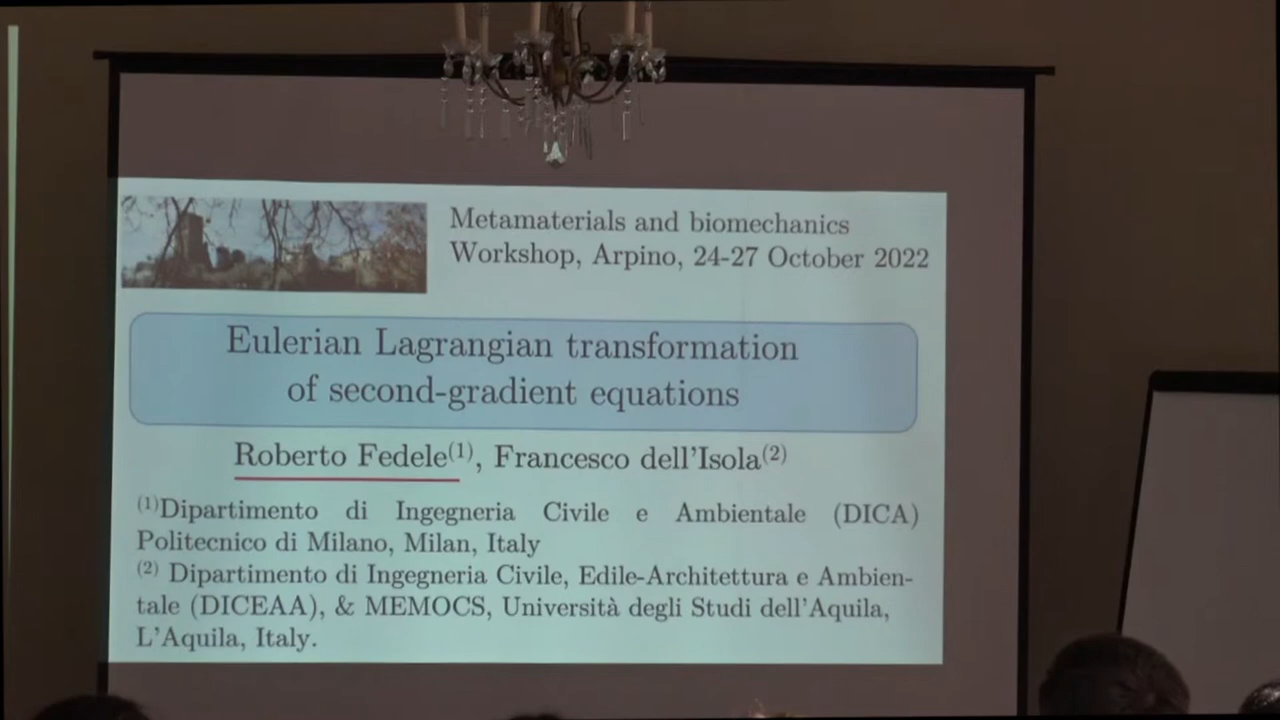 Metamaterials and biomechanics
Workshop, Arpino, 24-27 October 2022
Eulerian Lagrangian transformation
of second-gradient equations
Roberto Fedele(1), Francesco dell'Isola(2)
(1)Dipartimento di Ingegneria Civile e Ambientale (DICA)
Politecnico di Milano, Milan, Italy
(2) Dipartimento di Ingegneria Civile, Edile-Architettura e Ambien-
tale (DICEAA), & MEMOCS, Università degli Studi dell'Aquila,
L'Aquila, Italy.